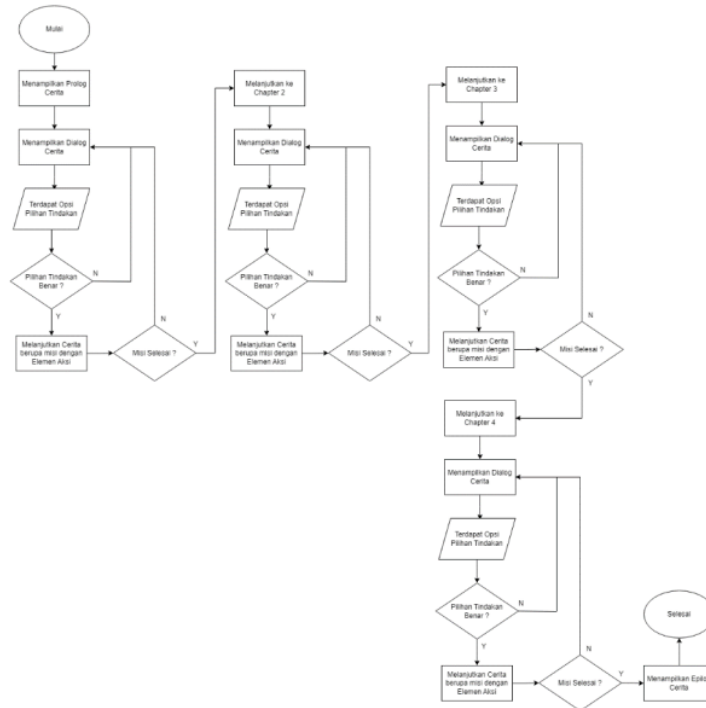 Mulai
Menampilkan Prolog
Cerita
Menampilkan Dialog
Cerita
Terdapat Opsi
Pilihan Tindakan
Pilihan Tindakan
Benar ?
N
Y
Melanjutkan Cerita
berupa misi dengan
Elemen Aksi
Misi Selesai ?
N
Y
Melanjutkan ke
Chapter 2
Menampilkan Dialog
Cerita
Terdapat Opsi
Pilihan Tindakan
Pilihan Tindakan
Benar ?
N
Y
Melanjutkan Cerita
berupa misi dengan
Elemen Aksi
Misi Selesai ?
N
Y
Melanjutkan ke
Chapter 3
Menampilkan Dialog
Cerita
Terdapat Opsi
Pilihan Tindakan
Pilihan Tindakan
Benar ?
N
Y
Melanjutkan Cerita
berupa misi dengan
Elemen Aksi
Misi Selesai ?
N
Y
Melanjutkan ke
Chapter 4
Menampilkan Dialog
Cerita
Terdapat Opsi
Pilihan Tindakan
Pilihan Tindakan
Benar ?
N
Y
Melanjutkan Cerita
berupa misi dengan
Elemen Aksi
Misi Selesai ?
N
Y
Menampilkan Epilog
Cerita
Selesai